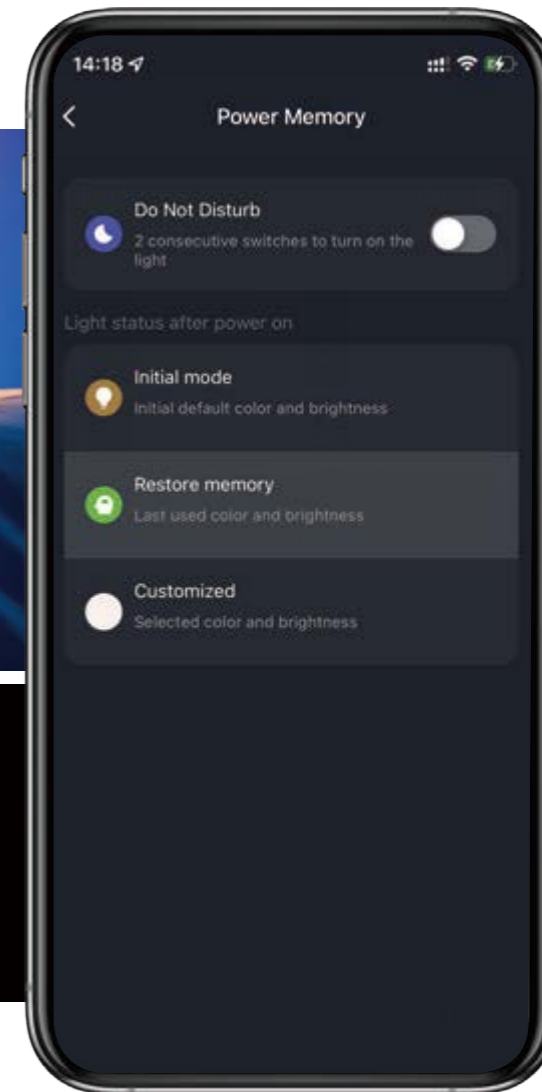 14:18
Power Memory
Do Not Disturb
2 consecutive switches to turn on the
light
Light status after power on
Initial mode
Initial default color and brightness
Restore memory
Last used color and brightness
Customized
Selected color and brightness